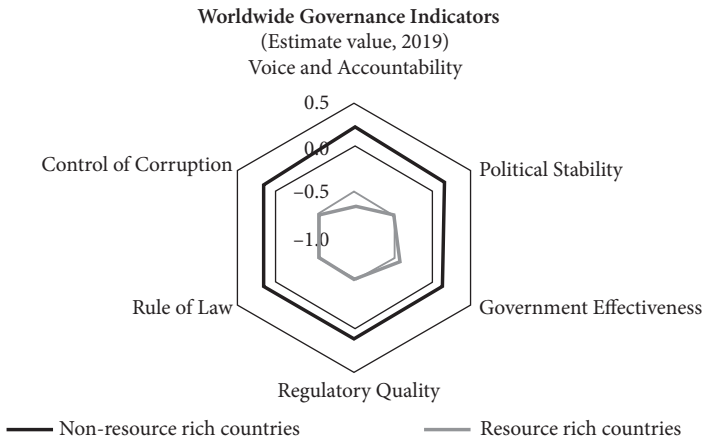 Worldwide Governance Indicators
(Estimate value, 2019)
Voice and Accountability
0.5
0.0
Control of Corruption
Political Stability
–0.5
–1.0
Rule of Law
Government Effectiveness
Regulatory Quality
Non-resource rich countries
Resource rich countries